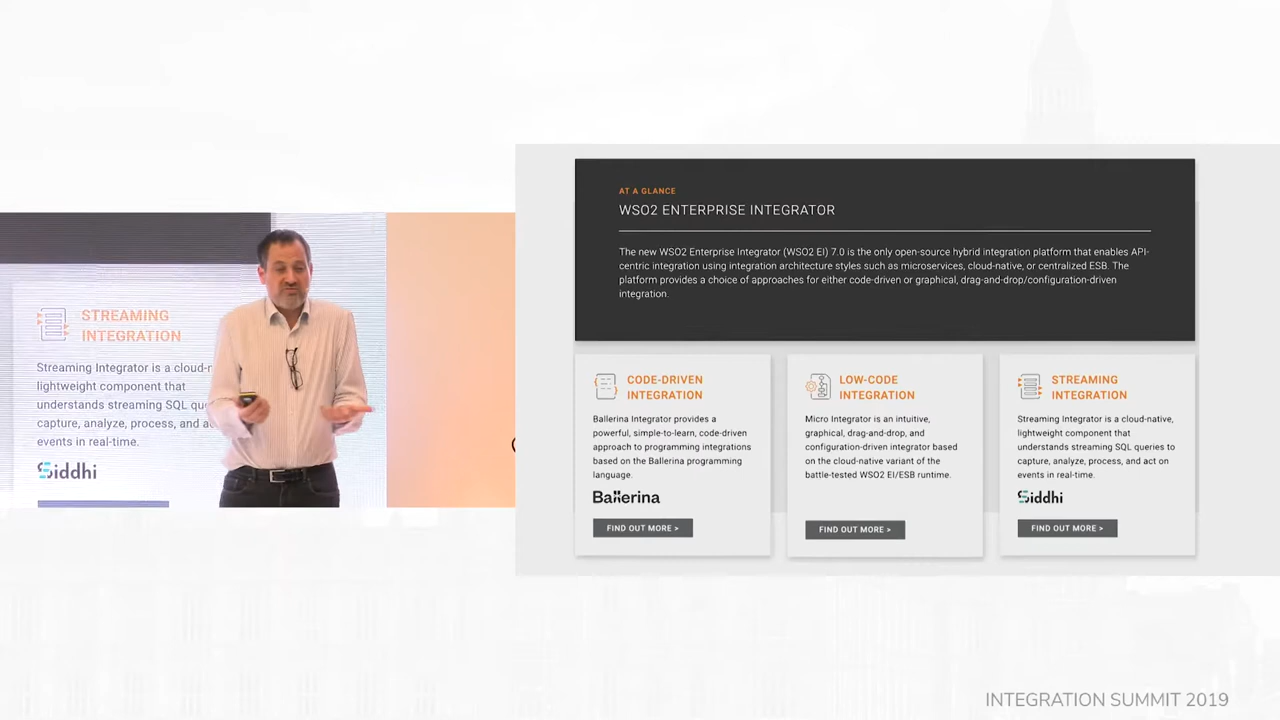 STREAMING
INTEGRATION
Streaming Integrator is a cloud-n
lightweight component that
understands streaming SQL qu
capture, analyze, process, and a
events in real-time.
Siddhi
AT A GLANCE
WSO2 ENTERPRISE INTEGRATOR
The new WSO2 Enterprise Integrator (WSO2 EI) 7.0 is the only open-source hybrid integration platform that enables API-
centric integration using integration architecture styles such as microservices, cloud-native, or centralized ESB. The
platform provides a choice of approaches for either code-driven or graphical, drag-and-drop/configuration-driven
integration.
CODE-DRIVEN
INTEGRATION
Ballerina Integrator provides a
powerful, simple-to-learn, code-driven
approach to programming integrations
based on the Ballerina programming
language.
Ballerina
FIND OUT MORE >
LOW-CODE
INTEGRATION
Micro Integrator is an intuitive,
graphical, drag-and-drop, and
configuration-driven integrator based
on the cloud-native variant of the
battle-tested WSO2 EI/ESB runtime.
FIND OUT MORE >
STREAMING
INTEGRATION
Streaming Integrator is a cloud-native,
lightweight component that
understands streaming SQL queries to
capture, analyze, process, and act on
events in real-time.
Siddhi
FIND OUT MORE >
INTEGRATION SUMMIT 2019